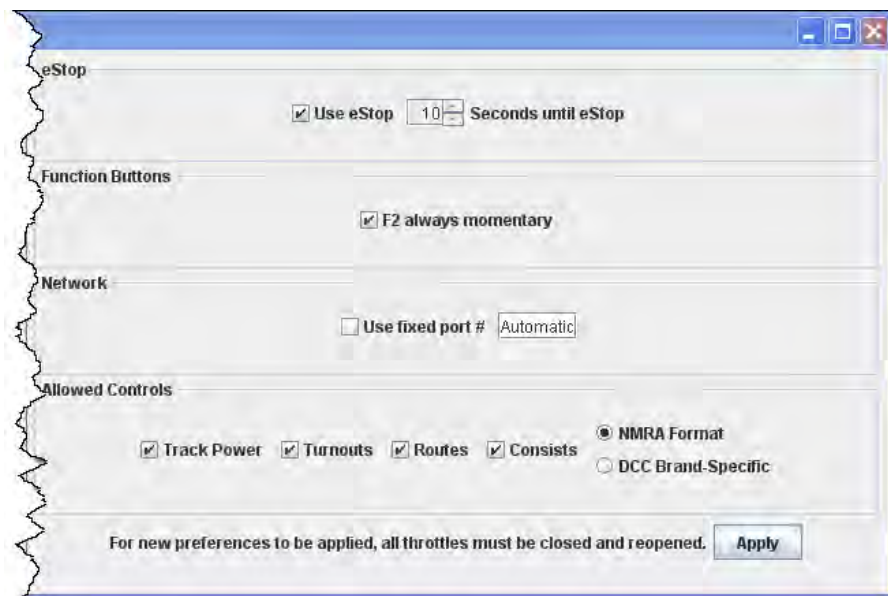 eStop
Use eStop 10 Seconds until eStop
Function Buttons
F2 always momentary
Network
Use fixed port # Automatic
Allowed Controls
Track Power Turnouts Routes Consists
NMRA Format
DCC Brand-Specific
For new preferences to be applied, all throttles must be closed and reopened. Apply